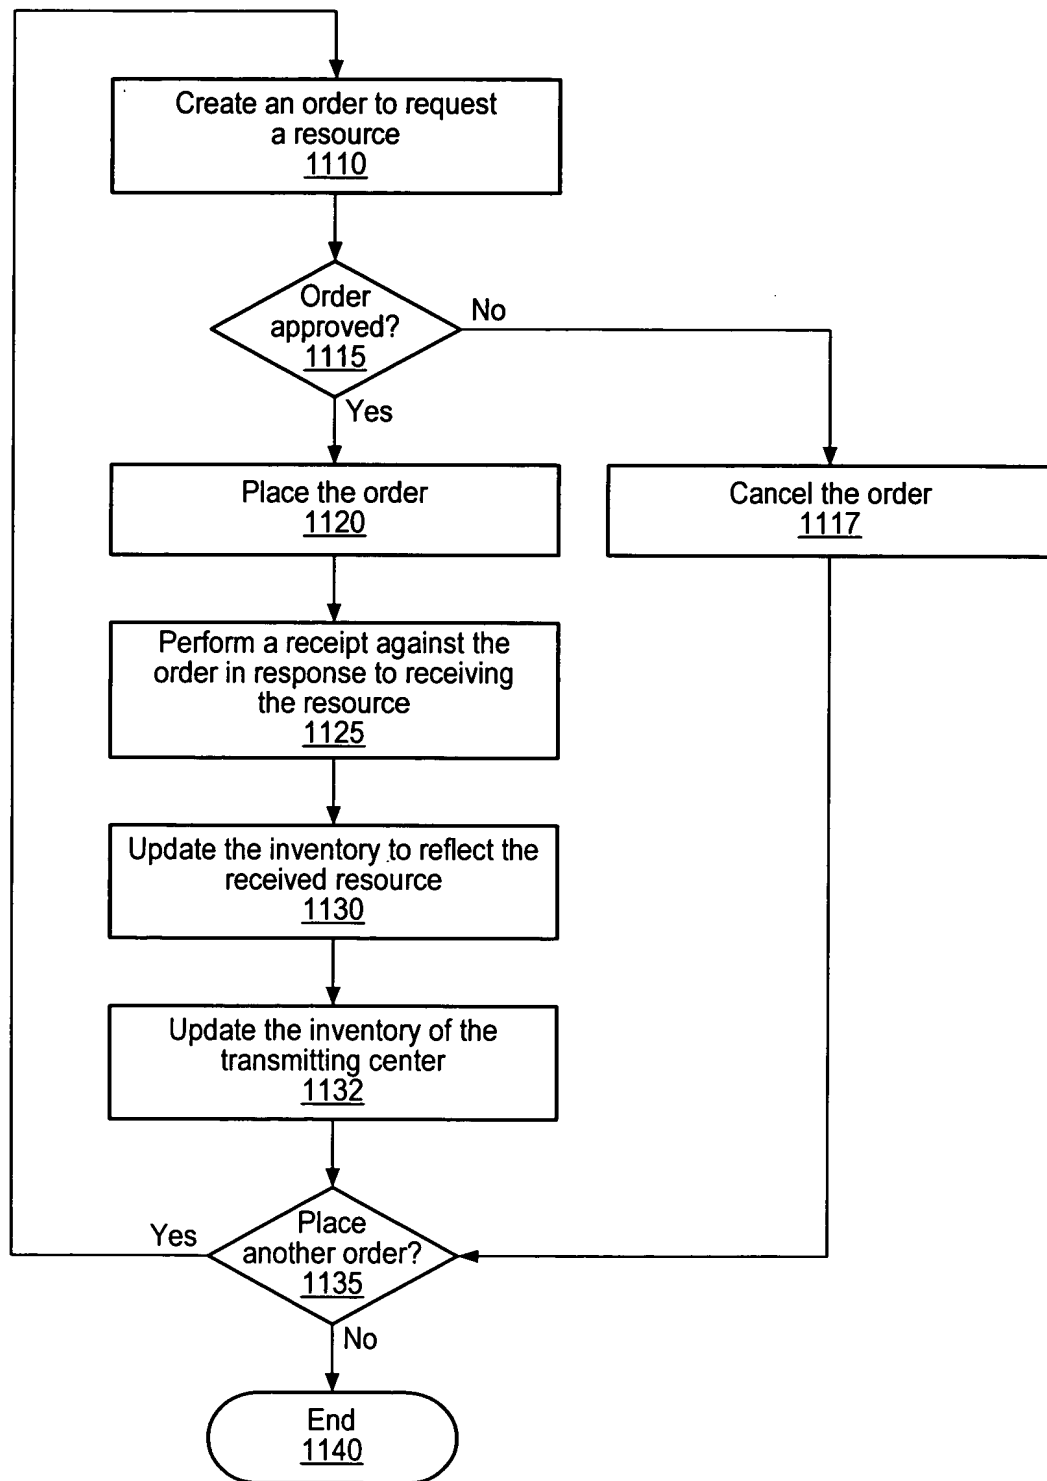 Create an order to request
a resource
1110
Order
approved?
1115
No
Yes
Place the order
1120
Cancel the order
1117
Perform a receipt against the
order in response to receiving
the resource
1125
Update the inventory to reflect the
received resource
1130
Update the inventory of the
transmitting center
1132
Yes
Place
another order?
1135
No
End
1140